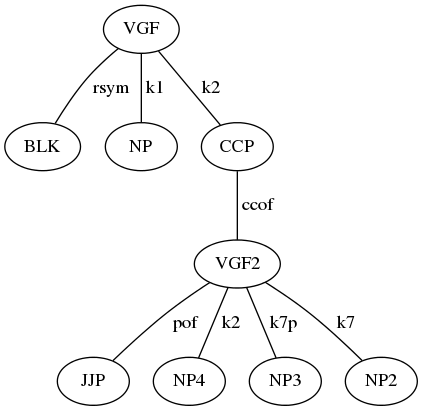 VGF
rsym k1 k2
BLK NP CCP
ccof
VGF2
pof k2 k7p k7
JJP NP4 NP3 NP2